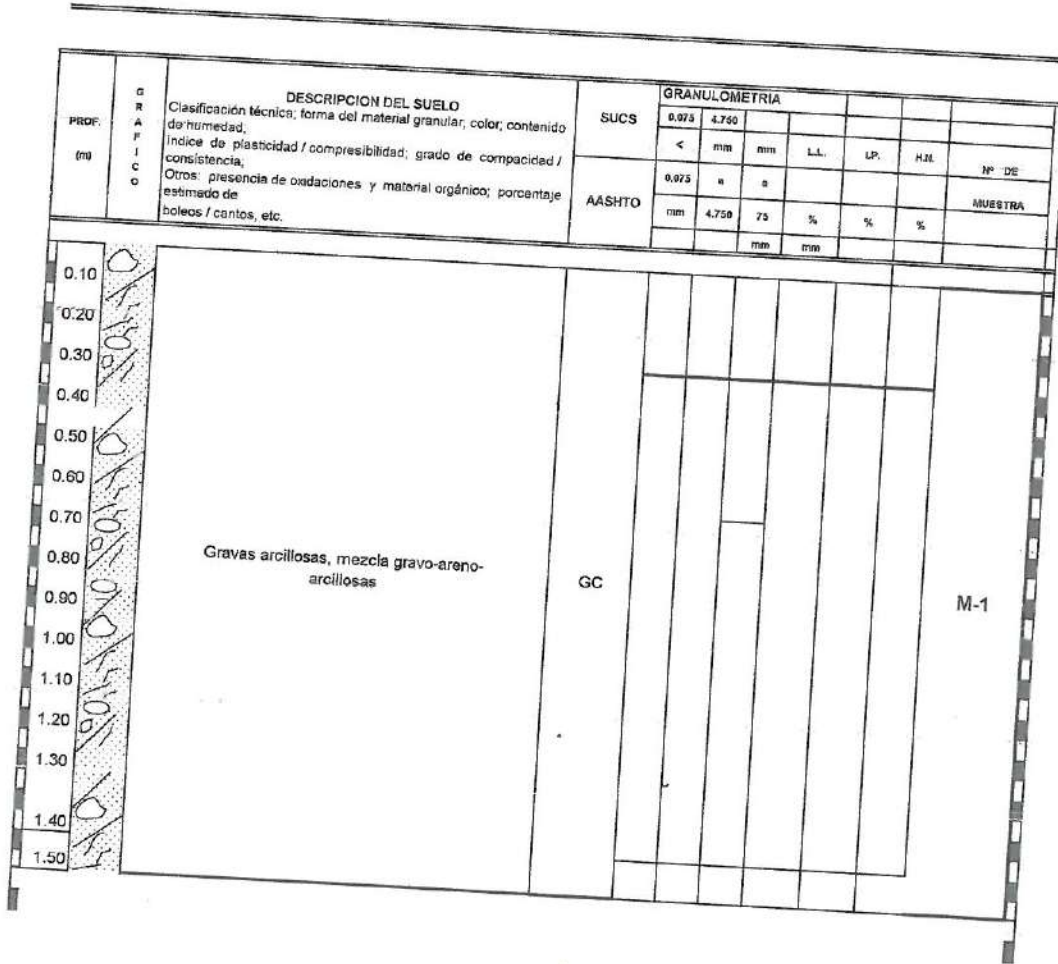 PROF.
(m)
G
R
A
F
I
C
O
DESCRIPCION DEL SUELO
Clasificación técnica; forma del material granular; color; contenido
de humedad;
Índice de plasticidad / compresibilidad; grado de compacidad /
consistencia;
Otros: presencia de oxidaciones y material orgánico; porcentaje
estimado de
boleos / cantos, etc.
SUCS
AASHTO
GRANULOMETRIA
0,075 4.750
< mm mm L.L. I.P. H.N.
0,075 a a
mm 4.750 75 % % %
mm mm
Nº DE
MUESTRA
0.10
0.20
0.30
0.40
0.50
0.60
0.70
0.80
0.90
1.00
1.10
1.20
1.30
1.40
1.50
Gravas arcillosas, mezcla gravo-areno-
arcillosas
GC
M-1